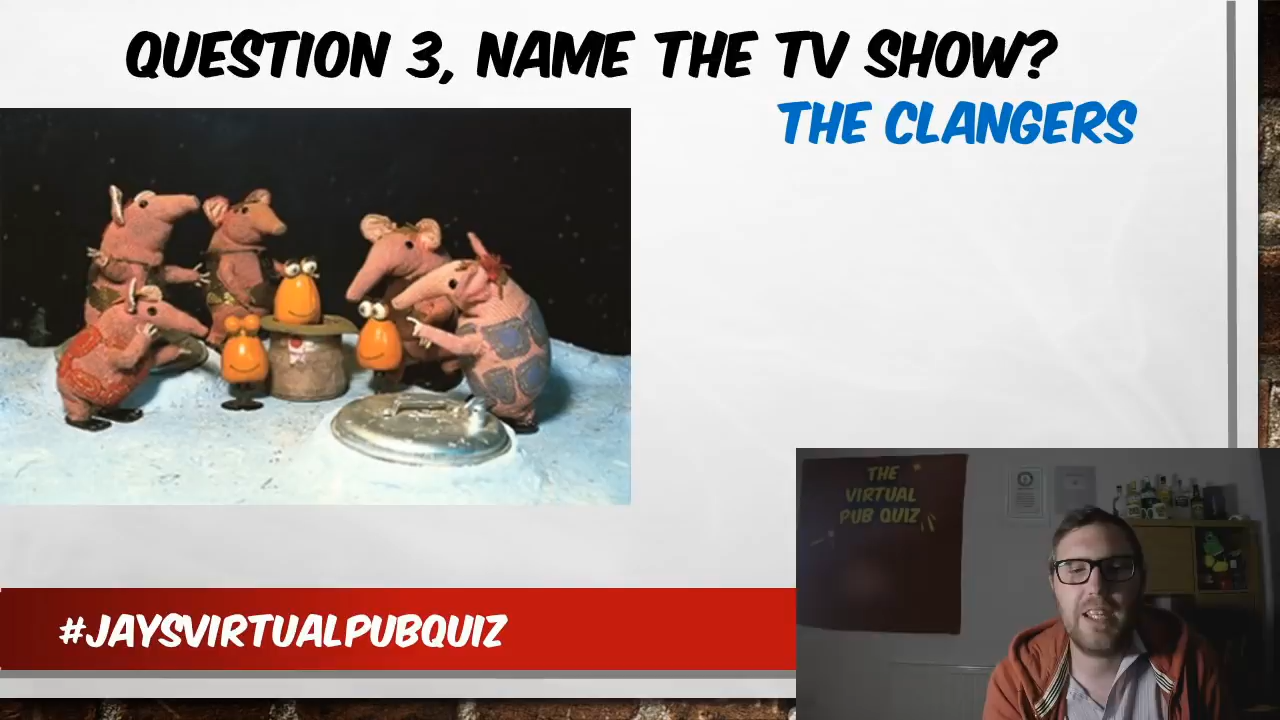 QUESTION 3, NAME THE TV SHOW?
THE CLANGERS
THE
VIRTUAL
PUB QUIZ
#JAYSVIRTUALPUBQUIZ